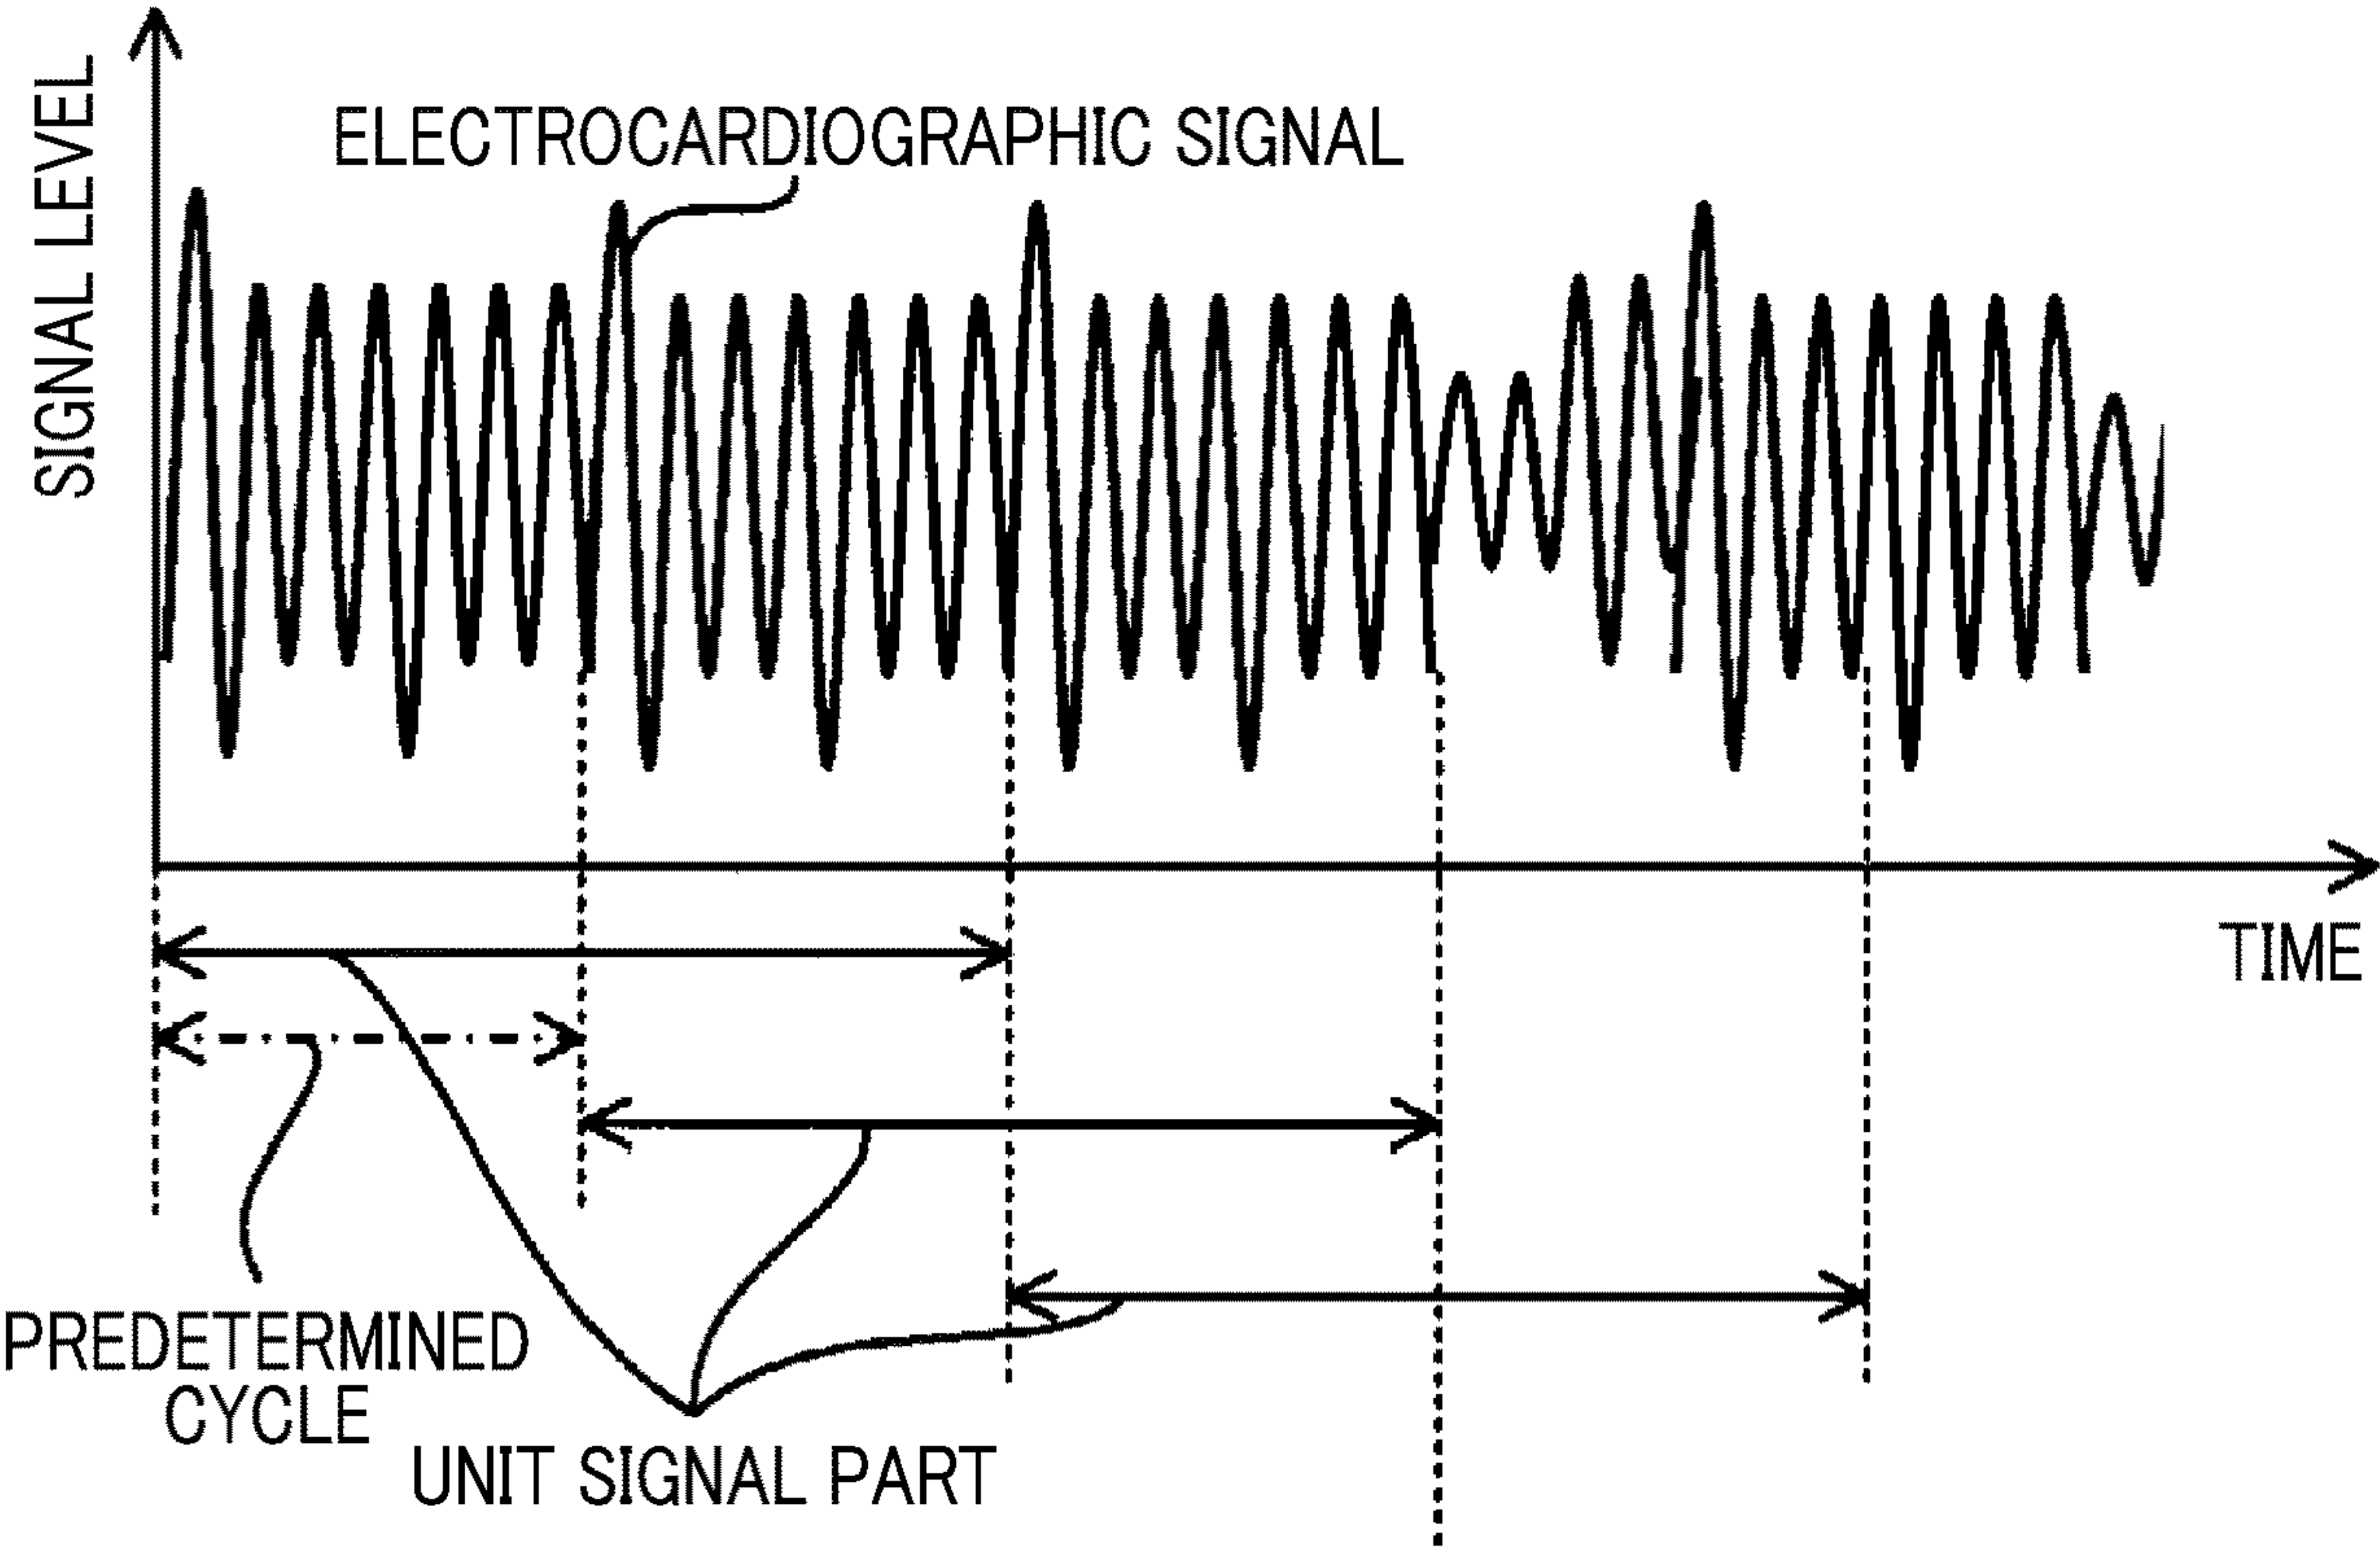 SIGNAL LEVEL
ELECTROCARDIOGRAPHIC SIGNAL
TIME
PREDETERMINED
CYCLE
UNIT SIGNAL PART